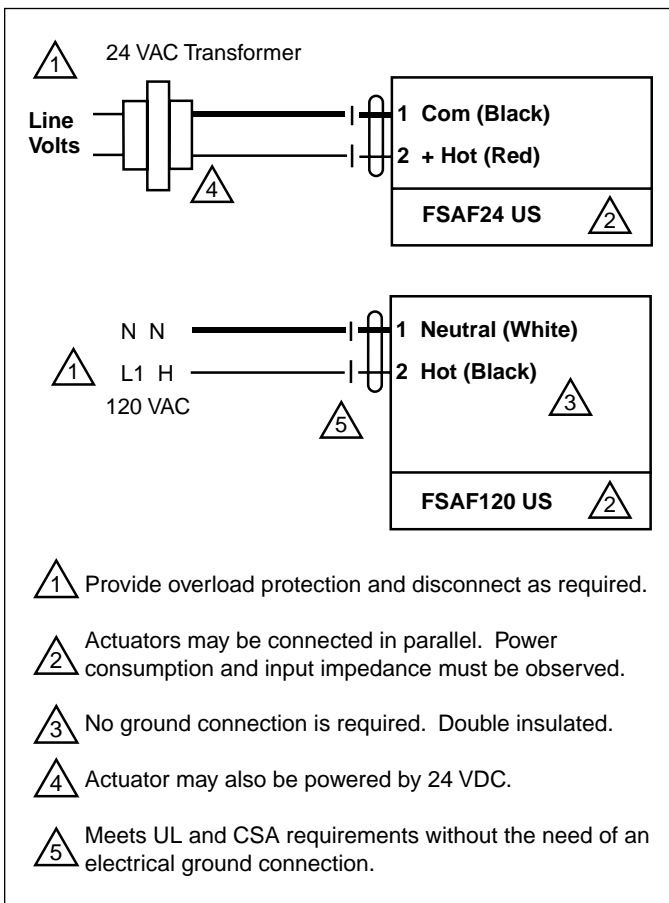 1 24 VAC Transformer
Line
Volts
1 Com (Black)
2 + Hot (Red)
4
FSAF24 US 2
N N 1 Neutral (White)
1 L1 H 2 Hot (Black)
120 VAC
3
5
FSAF120 US 2
1 Provide overload protection and disconnect as required.
2 Actuators may be connected in parallel. Power
consumption and input impedance must be observed.
3 No ground connection is required. Double insulated.
4 Actuator may also be powered by 24 VDC.
5 Meets UL and CSA requirements without the need of an
electrical ground connection.